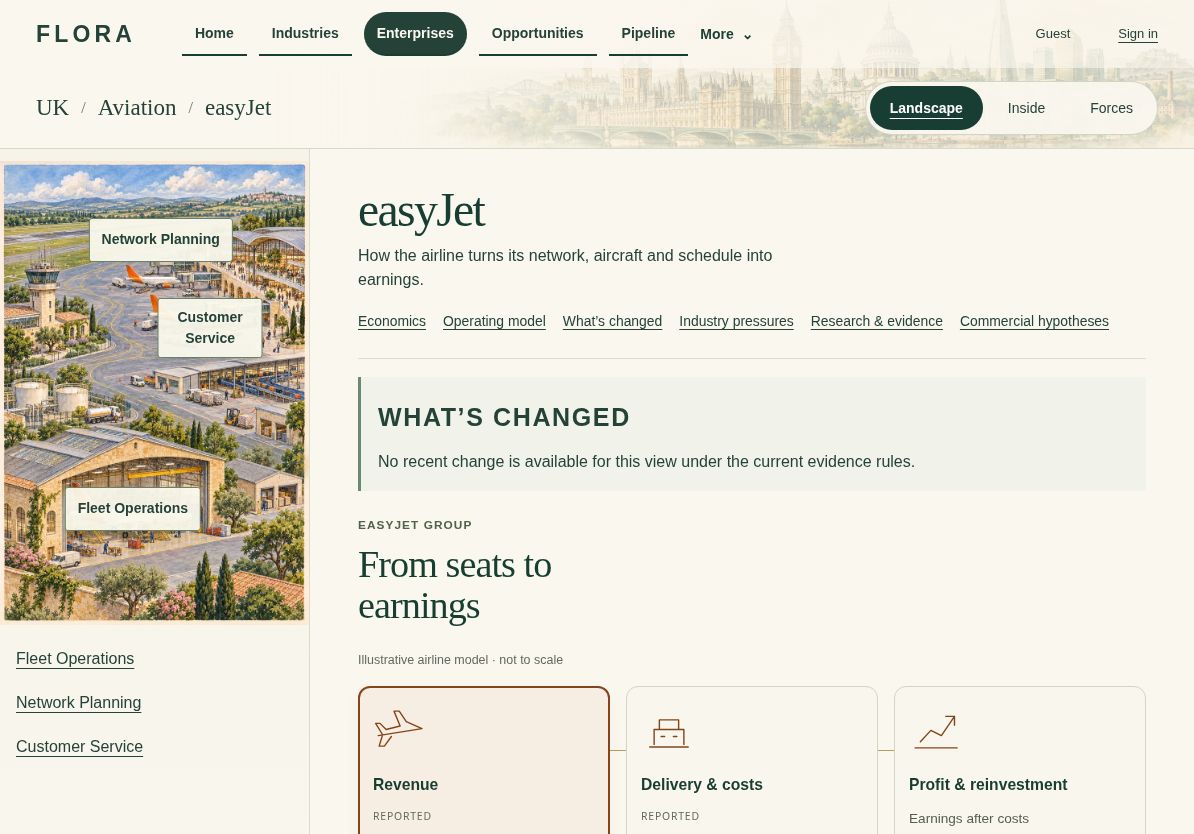 FLORA
Home
Industries
Enterprises
Opportunities
Pipeline
More
Guest
Sign in
UK / Aviation / easyJet
Landscape
Inside
Forces
Network Planning
Customer
Service
Fleet Operations
Fleet Operations
Network Planning
Customer Service
easyJet
How the airline turns its network, aircraft and schedule into
earnings.
Economics
Operating model
What’s changed
Industry pressures
Research & evidence
Commercial hypotheses
WHAT’S CHANGED
No recent change is available for this view under the current evidence rules.
EASYJET GROUP
From seats to
earnings
Illustrative airline model · not to scale
Revenue
REPORTED
Delivery & costs
REPORTED
Profit & reinvestment
Earnings after costs